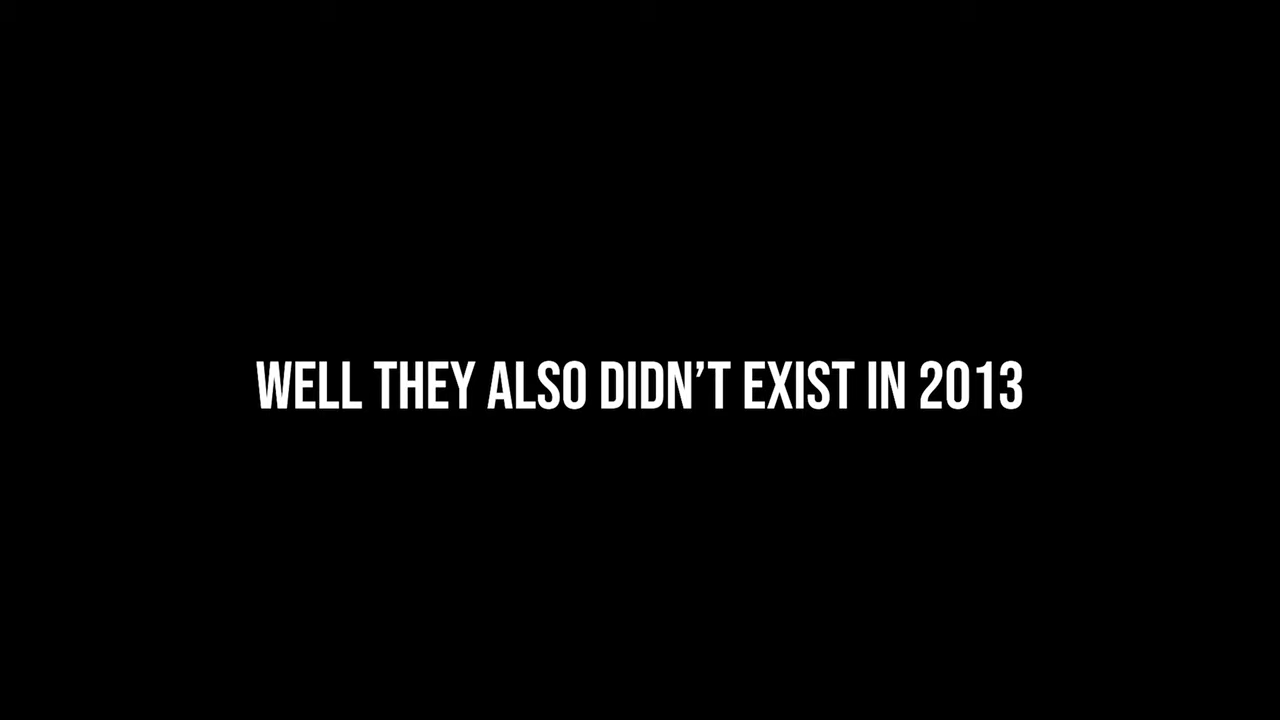 WELL THEY ALSO DIDN’T EXIST IN 2013